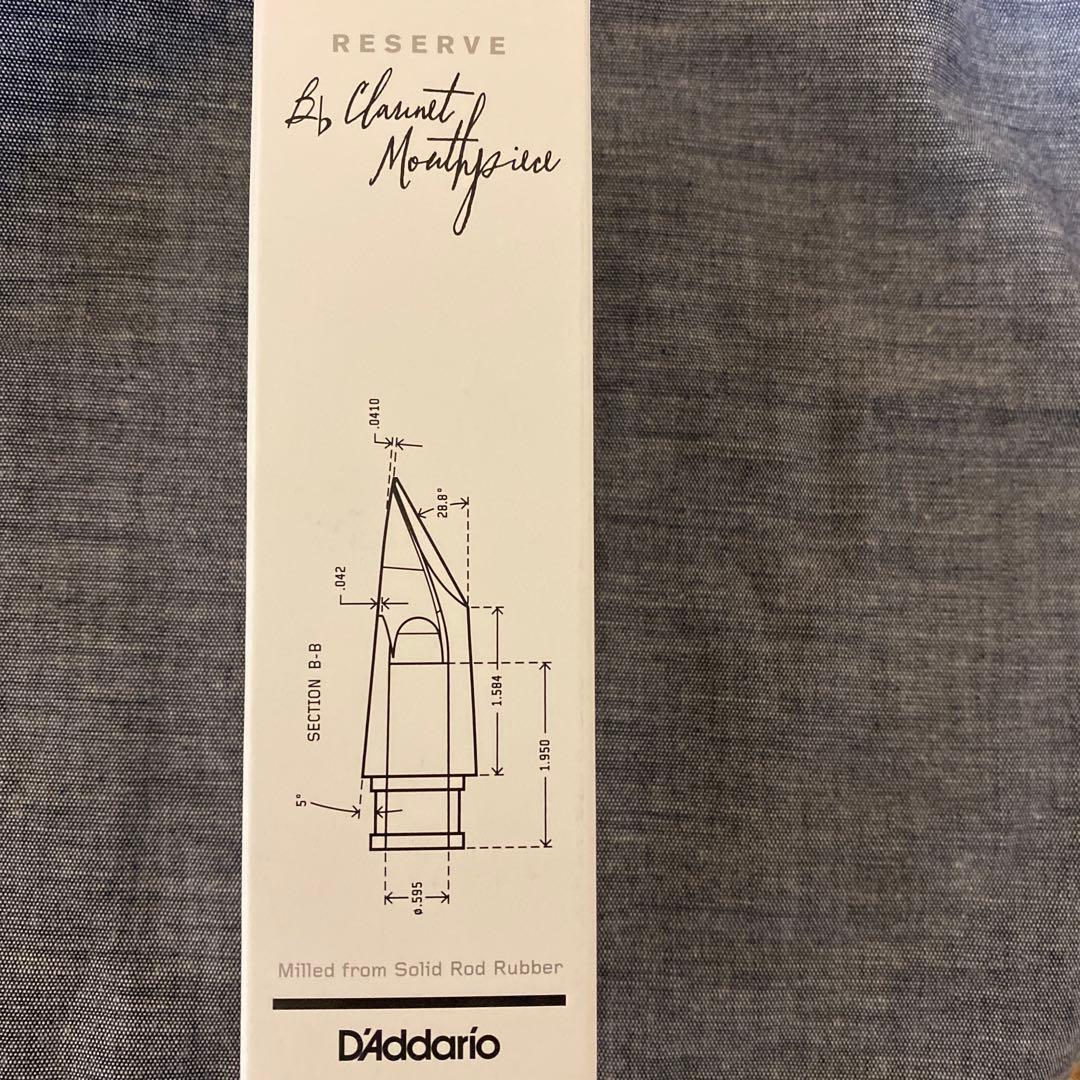 RESERVE
Bb Clarinet
Mouthpiece
.0410
28.8°
.042
SECTION B-B
1.584
1.950
5°
ø.595
Milled from Solid Rod Rubber
D'Addario